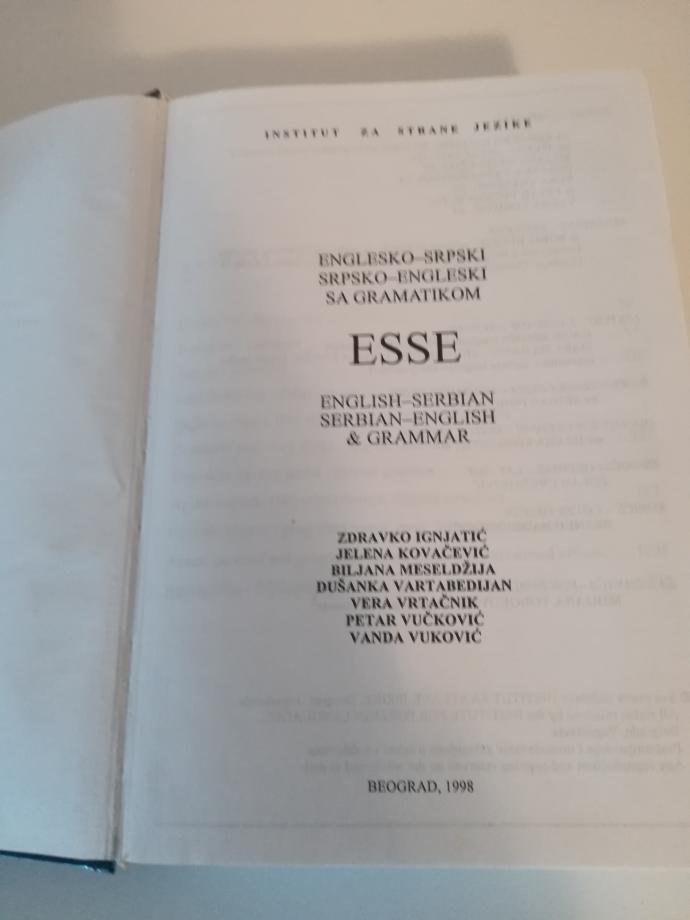 INSTITUT ZA STRANE JEZIKE
ENGLESKO–SRPSKI
SRPSKO–ENGLESKI
SA GRAMATIKOM
ESSE
ENGLISH–SERBIAN
SERBIAN–ENGLISH
& GRAMMAR
ZDRAVKO IGNJATIĆ
JELENA KOVAČEVIĆ
BILJANA MESELDŽIJA
DUŠANKA VARTABEDIJAN
VERA VRTAČNIK
PETAR VUČKOVIĆ
VANDA VUKOVIĆ
BEOGRAD, 1998